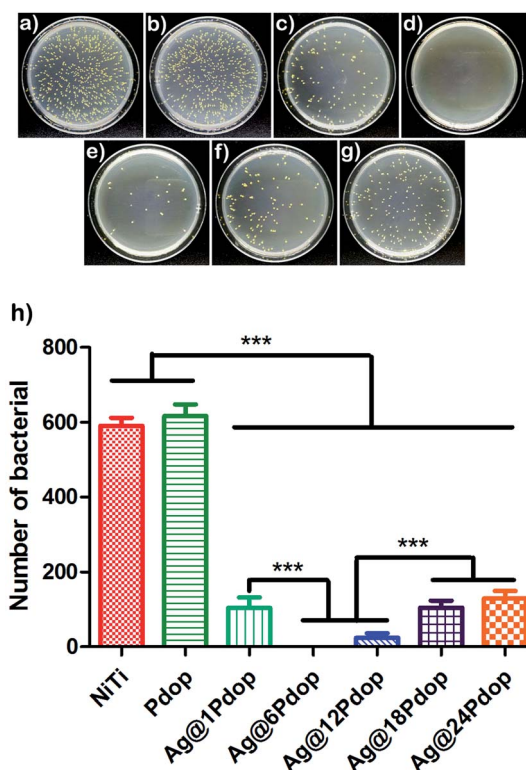 a) b) c) d)
e) f) g)
h)
***
800
600
400
200
0
***
***
Number of bacterial
NiTi
Pdop
Ag@1Pdop
Ag@6Pdop
Ag@12Pdop
Ag@18Pdop
Ag@24Pdop